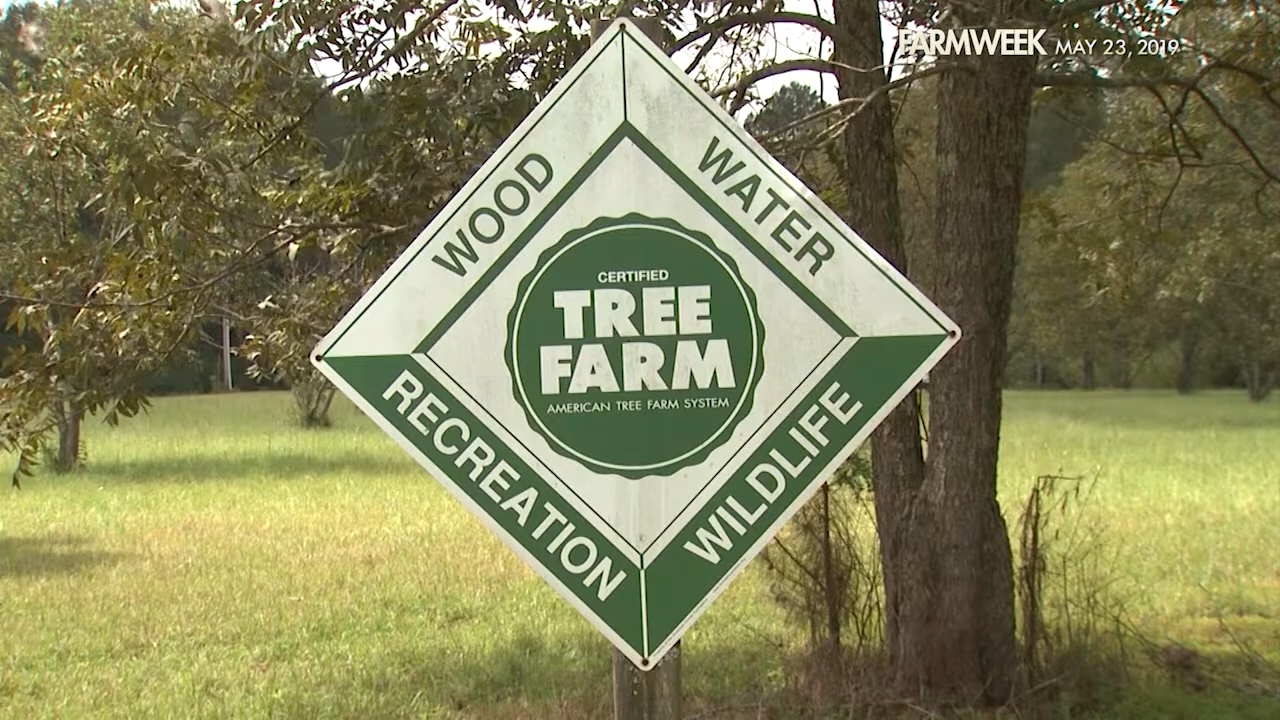 FARMWEEK MAY 23, 2019
WOOD
WATER
CERTIFIED
TREE
FARM
AMERICAN TREE FARM SYSTEM
RECREATION
WILDLIFE